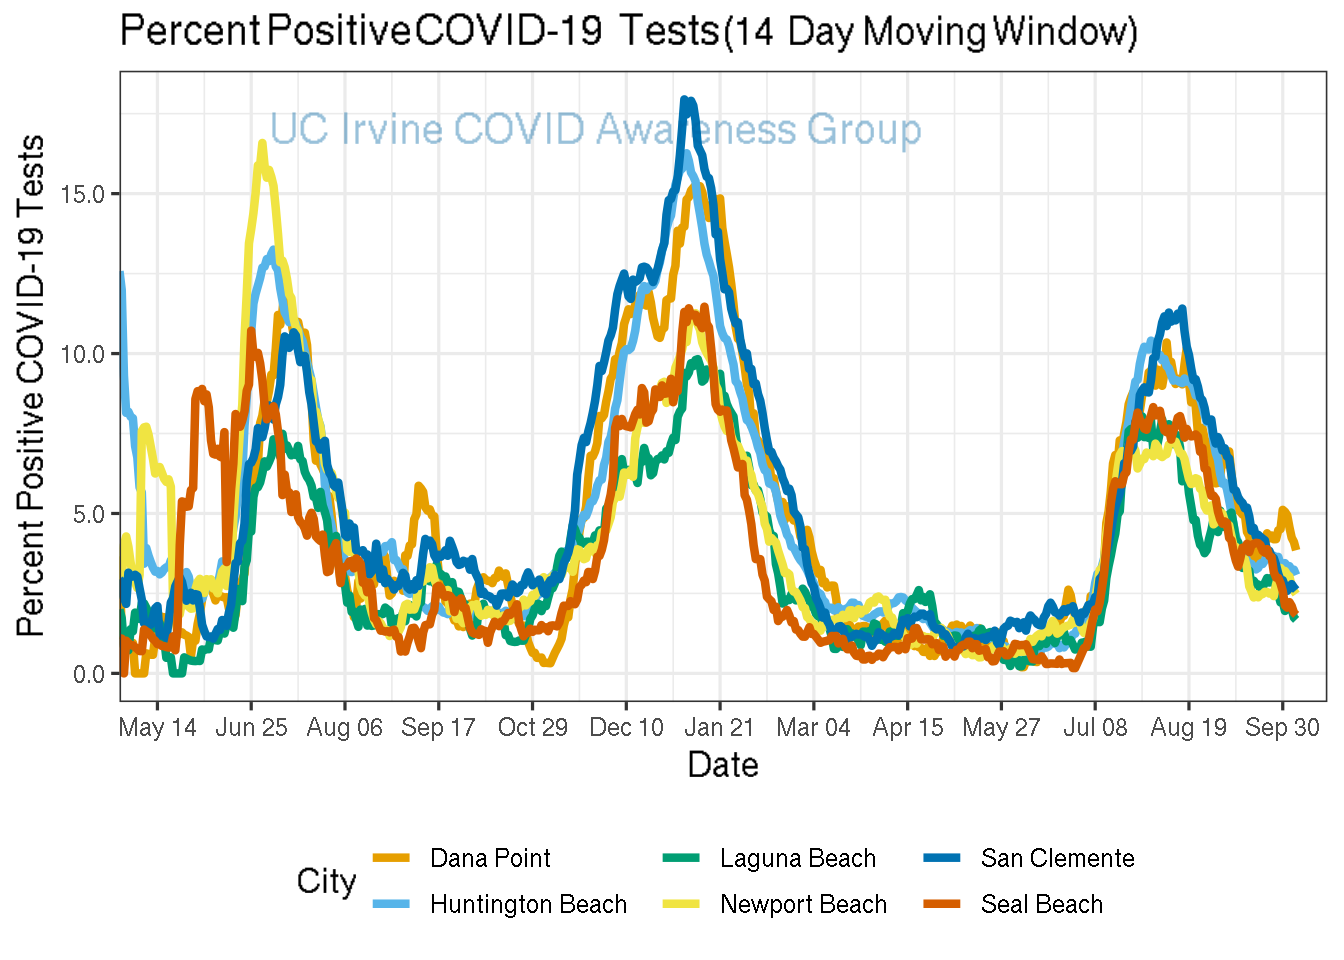 Percent Positive COVID-19 Tests(14 Day Moving Window)
UC Irvine COVID Awareness Group
Percent Positive COVID-19 Tests
15.0
10.0
5.0
0.0
May 14 Jun 25 Aug 06 Sep 17 Oct 29 Dec 10 Jan 21 Mar 04 Apr 15 May 27 Jul 08 Aug 19 Sep 30
Date
City
Dana Point Laguna Beach San Clemente
Huntington Beach Newport Beach Seal Beach